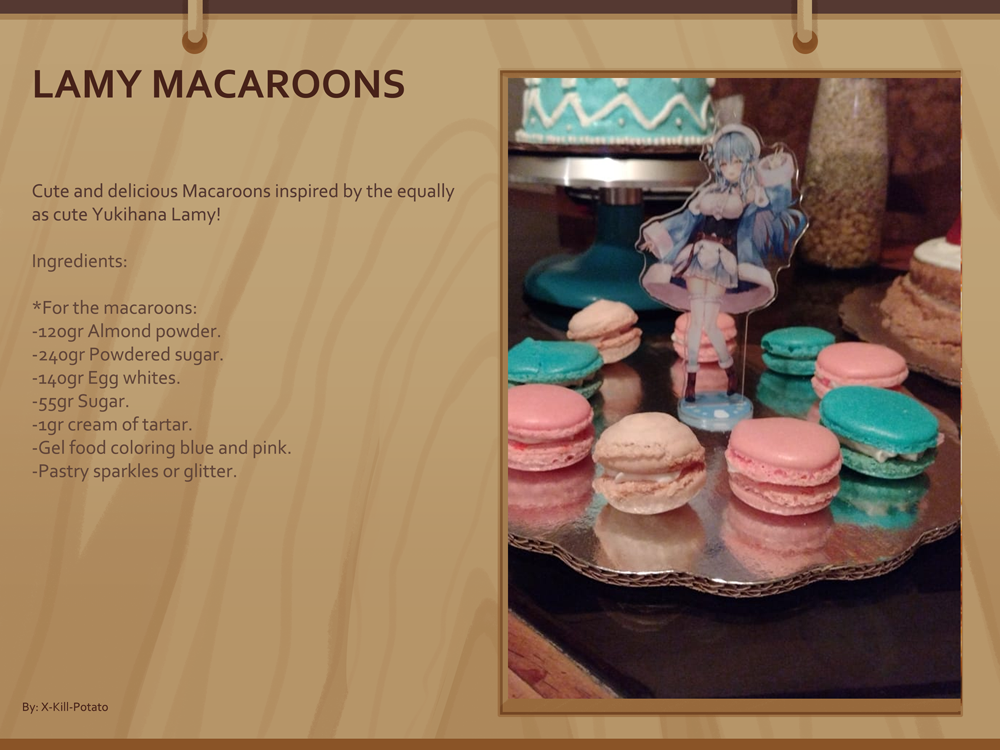 LAMY MACAROONS
Cute and delicious Macaroons inspired by the equally
as cute Yukihana Lamy!
Ingredients:
*For the macaroons:
-120gr Almond powder.
-240gr Powdered sugar.
-140gr Egg whites.
-55gr Sugar.
-1gr cream of tartar.
-Gel food coloring blue and pink.
-Pastry sparkles or glitter.
By: X-Kill-Potato